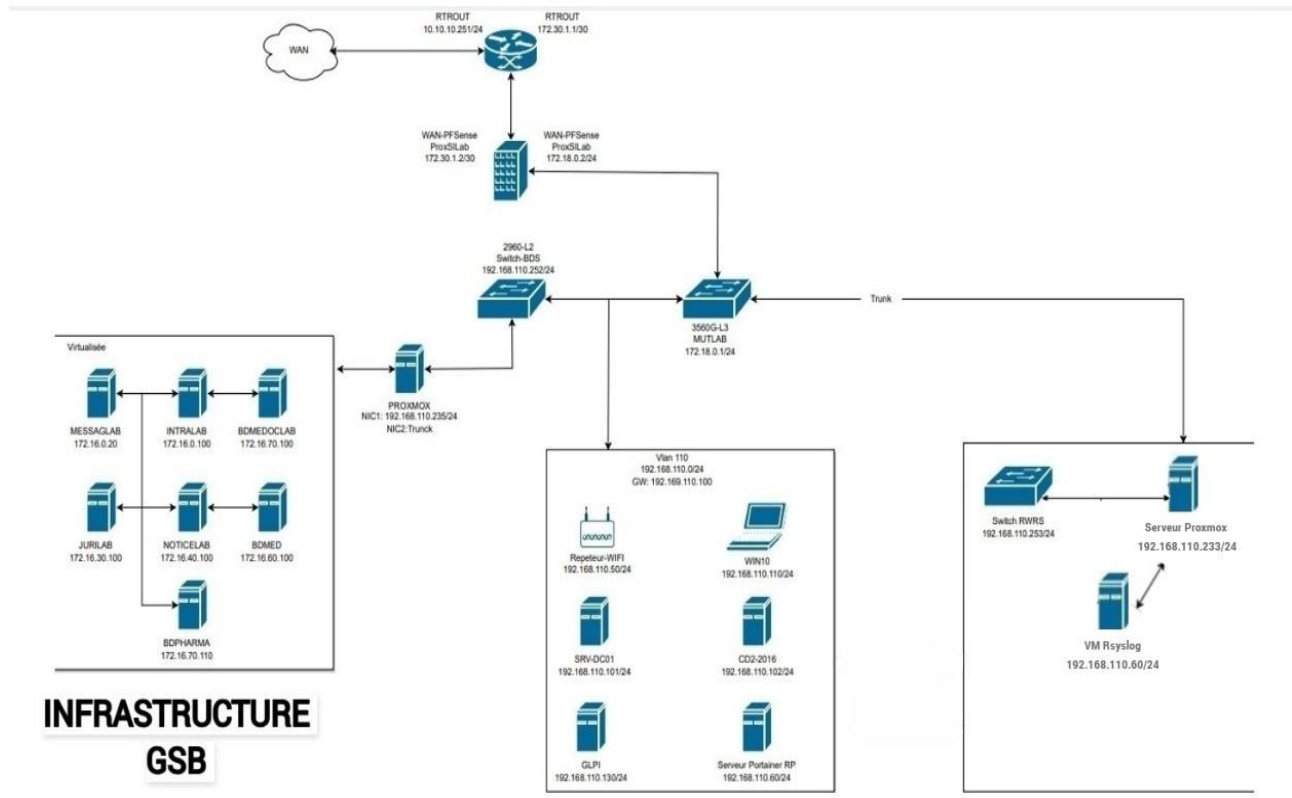 RTROUT
10.10.10.251/24
RTROUT
172.30.1.1/30
WAN
WAN-PFSense
ProxSILab
172.30.1.2/30
WAN-PFSense
ProxSILab
172.18.0.2/24
2960-L2
Switch-BDS
192.168.110.252/24
3560G-L3
MUTLAB
172.18.0.1/24
Trunk
PROXMOX
NIC1: 192.168.110.235/24
NIC2:Trunck
Virtualisée
MESSAGLAB
172.16.0.20
INTRALAB
172.16.0.100
BDMEDOCLAB
172.16.70.100
JURILAB
172.16.30.100
NOTICELAB
172.16.40.100
BDMED
172.16.60.100
BDPHARMA
172.16.70.110
Vlan 110
192.168.110.0/24
GW: 192.169.110.100
Repeteur-WIFI
192.168.110.50/24
WIN10
192.168.110.110/24
SRV-DC01
192.168.110.101/24
CD2-2016
192.168.110.102/24
GLPI
192.168.110.130/24
Serveur Portainer RP
192.168.110.60/24
Switch RWRS
192.168.110.253/24
Serveur Proxmox
192.168.110.233/24
VM Rsyslog
192.168.110.60/24
INFRASTRUCTURE
GSB